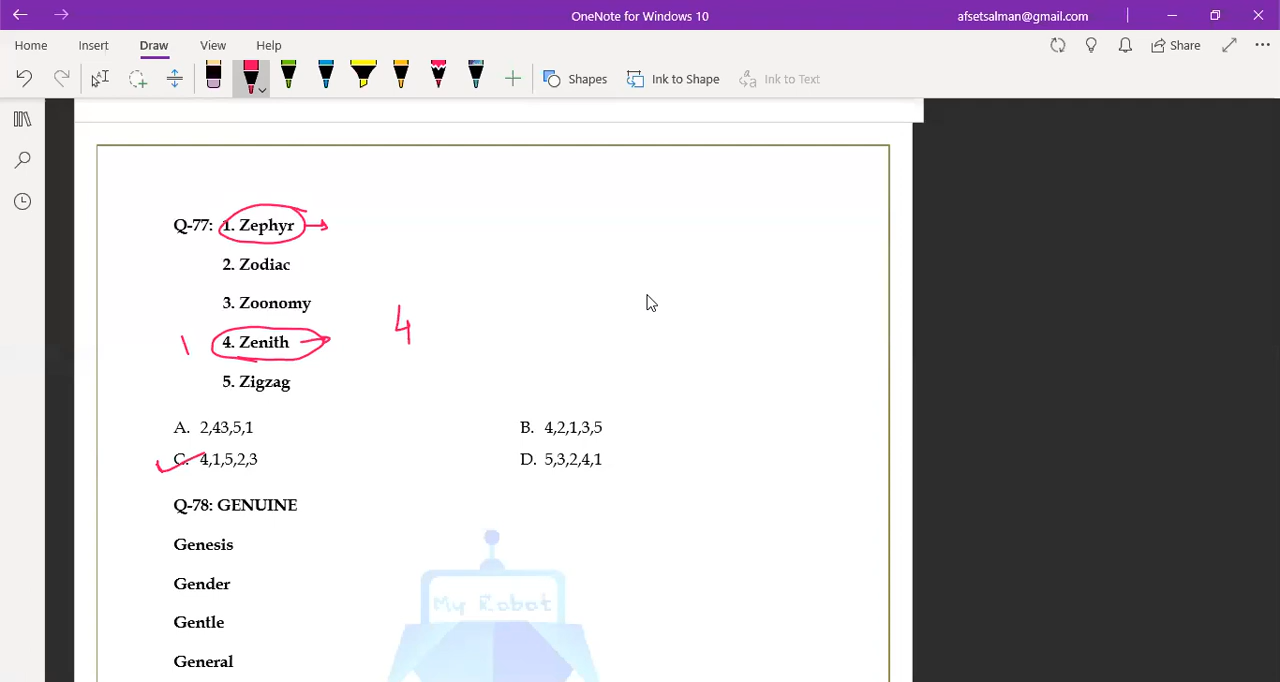 OneNote for Windows 10
afsetsalman@gmail.com
Home Insert Draw View Help
Share
Shapes Ink to Shape Ink to Text
Q-77: 1. Zephyr
2. Zodiac
3. Zoonomy
4
1 4. Zenith
5. Zigzag
A. 2,43,5,1 B. 4,2,1,3,5
C. 4,1,5,2,3 D. 5,3,2,4,1
Q-78: GENUINE
Genesis
Gender
My Robot
Gentle
General